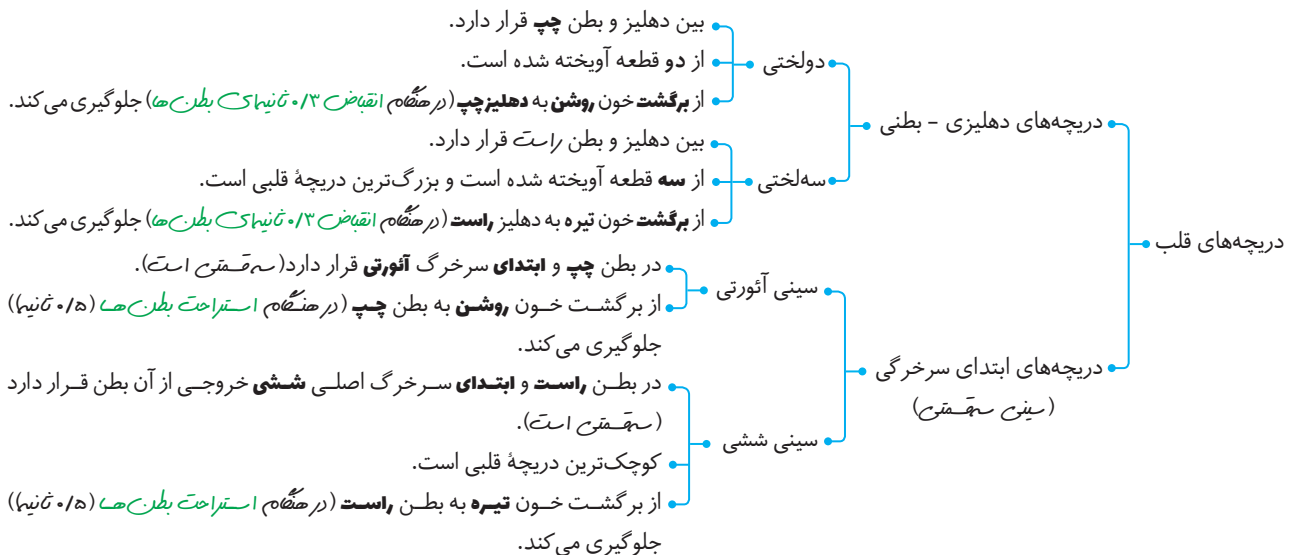 دریچه‌های قلب
دریچه‌های دهلیزی - بطنی
دولختی
بین دهلیز و بطن چپ قرار دارد.
از دو قطعه آویخته شده است.
از برگشت خون روشن به دهلیز چپ (در هنگام انقباض ۰/۳ ثانیه‌ای بطن‌ها) جلوگیری می‌کند.
سه‌لختی
بین دهلیز و بطن راست قرار دارد.
از سه قطعه آویخته شده است و بزرگ‌ترین دریچهٔ قلبی است.
از برگشت خون تیره به دهلیز راست (در هنگام انقباض ۰/۳ ثانیه‌ای بطن‌ها) جلوگیری می‌کند.
دریچه‌های ابتدای سرخرگی
(سینی سه‌قسمتی)
سینی آئورتی
در بطن چپ و ابتدای سرخرگ آئورتی قرار دارد (سه قسمتی است).
از برگشت خون روشن به بطن چپ (در هنگام استراحت بطن‌ها (۰/۵ ثانیه))
جلوگیری می‌کند.
سینی ششی
در بطن راست و ابتدای سرخرگ اصلی ششی خروجی از آن بطن قرار دارد
(سه‌قسمتی است).
کوچک‌ترین دریچهٔ قلبی است.
از برگشت خون تیره به بطن راست (در هنگام استراحت بطن‌ها (۰/۵ ثانیه))
جلوگیری می‌کند.